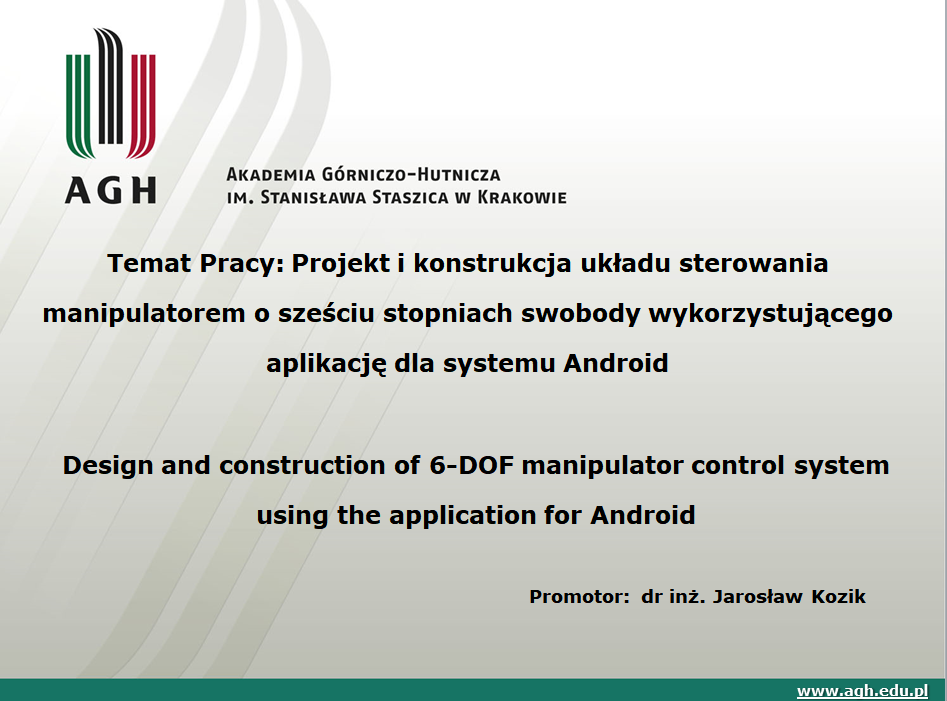 AGH
AKADEMIA GÓRNICZO-HUTNICZA
IM. STANISŁAWA STASZICA W KRAKOWIE
Temat Pracy: Projekt i konstrukcja układu sterowania
manipulatorem o sześciu stopniach swobody wykorzystującego
aplikację dla systemu Android
Design and construction of 6-DOF manipulator control system
using the application for Android
Promotor: dr inż. Jarosław Kozik
www.agh.edu.pl